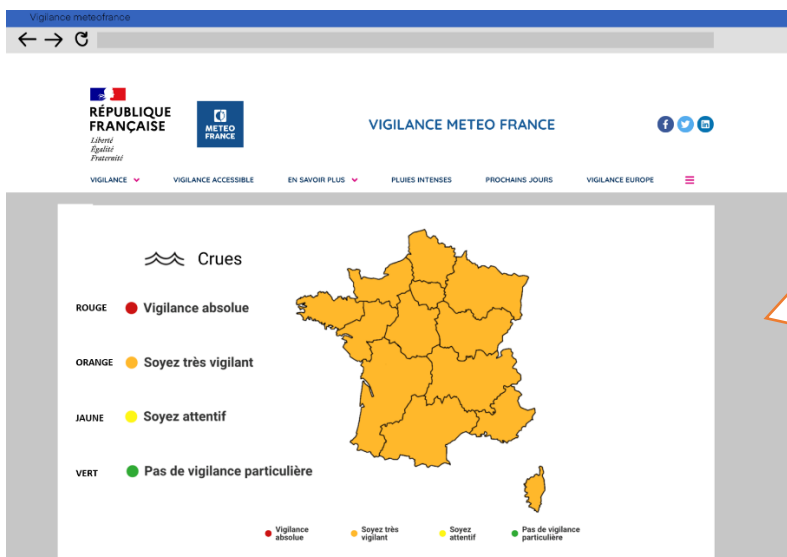 Vigilance meteofrance
RÉPUBLIQUE
FRANÇAISE
Liberté
Égalité
Fraternité
METEO
FRANCE
VIGILANCE METEO FRANCE
VIGILANCE
VIGILANCE ACCESSIBLE
EN SAVOIR PLUS
PLUIES INTENSES
PROCHAINS JOURS
VIGILANCE EUROPE
Crues
ROUGE Vigilance absolue
ORANGE Soyez très vigilant
JAUNE Soyez attentif
VERT Pas de vigilance particulière
Vigilance
absolue
Soyez très
vigilant
Soyez
attentif
Pas de vigilance
particulière